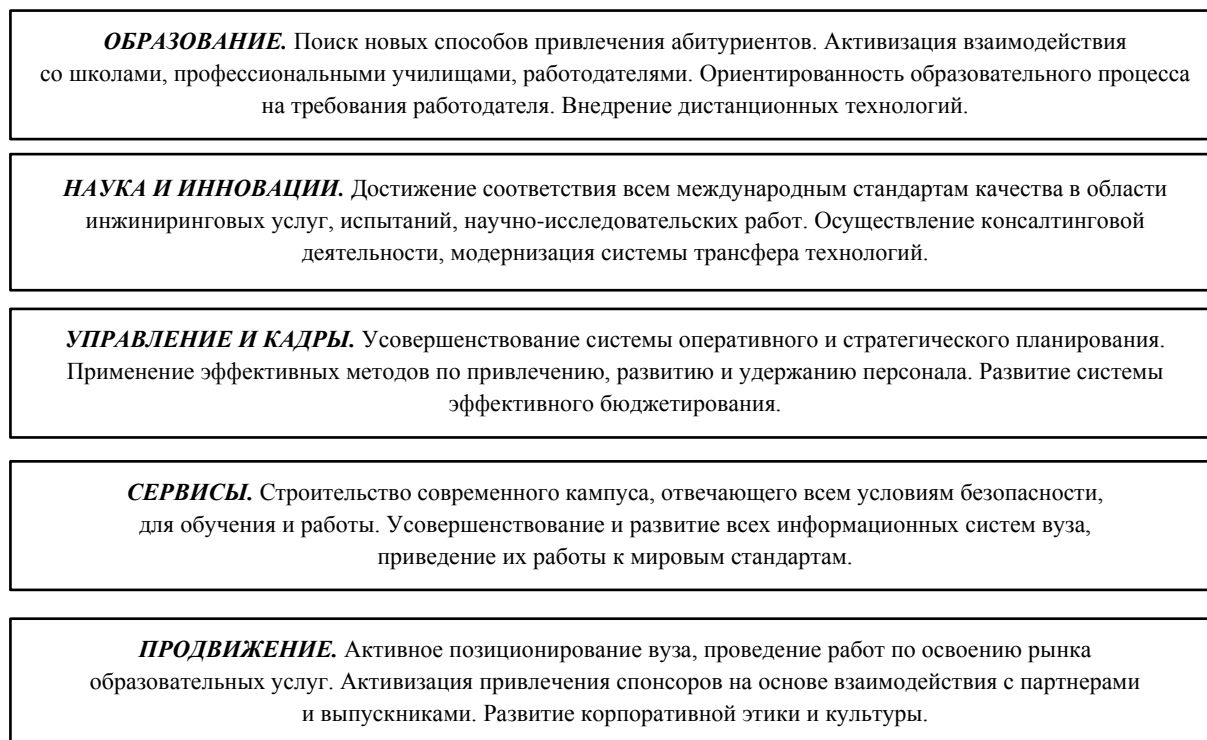 ОБРАЗОВАНИЕ. Поиск новых способов привлечения абитуриентов. Активизация взаимодействия
со школами, профессиональными училищами, работодателями. Ориентированность образовательного процесса
на требования работодателя. Внедрение дистанционных технологий.
НАУКА И ИННОВАЦИИ. Достижение соответствия всем международным стандартам качества в области
инжиниринговых услуг, испытаний, научно-исследовательских работ. Осуществление консалтинговой
деятельности, модернизация системы трансфера технологий.
УПРАВЛЕНИЕ И КАДРЫ. Усовершенствование системы оперативного и стратегического планирования.
Применение эффективных методов по привлечению, развитию и удержанию персонала. Развитие системы
эффективного бюджетирования.
СЕРВИСЫ. Строительство современного кампуса, отвечающего всем условиям безопасности,
для обучения и работы. Усовершенствование и развитие всех информационных систем вуза,
приведение их работы к мировым стандартам.
ПРОДВИЖЕНИЕ. Активное позиционирование вуза, проведение работ по освоению рынка
образовательных услуг. Активизация привлечения спонсоров на основе взаимодействия с партнерами
и выпускниками. Развитие корпоративной этики и культуры.